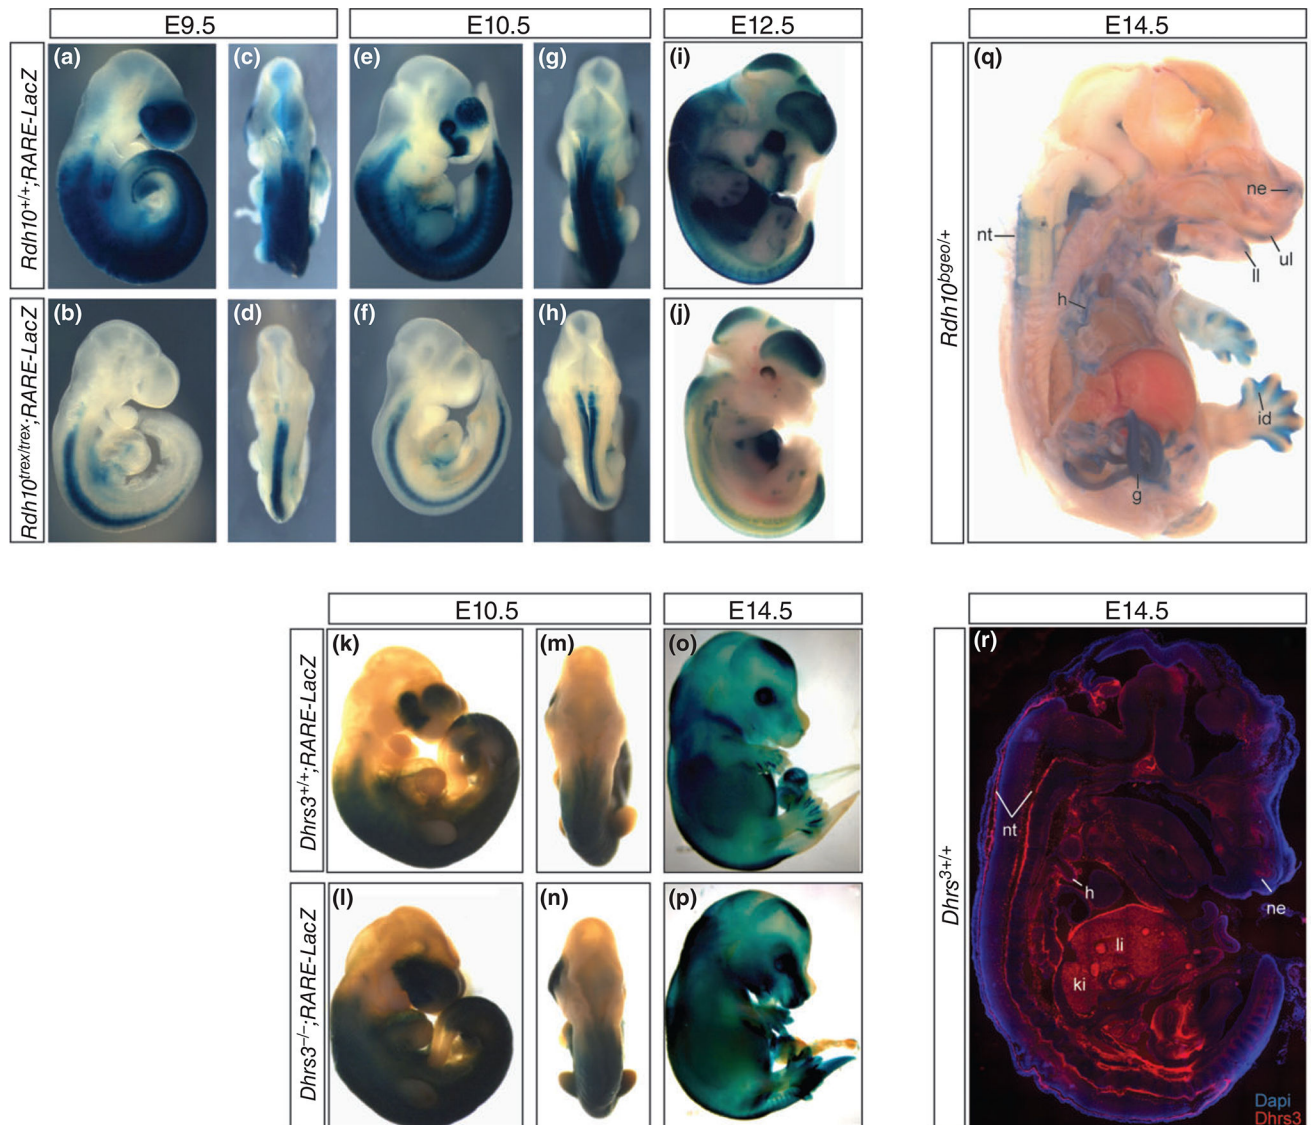 E9.5
E10.5
E12.5
E14.5
Rdh10+/+;RARE-LacZ
(a)
(c)
(e)
(g)
(i)
Rdh10trex/trex;RARE-LacZ
(b)
(d)
(f)
(h)
(j)
Rdh10bgeo/+
(q)
ne
nt
ul
ll
h
id
g
E10.5
E14.5
E14.5
Dhrs3+/+;RARE-LacZ
(k)
(m)
(o)
Dhrs3−/−;RARE-LacZ
(l)
(n)
(p)
Dhrs3+/+
(r)
nt
h
ne
li
ki
Dapi
Dhrs3